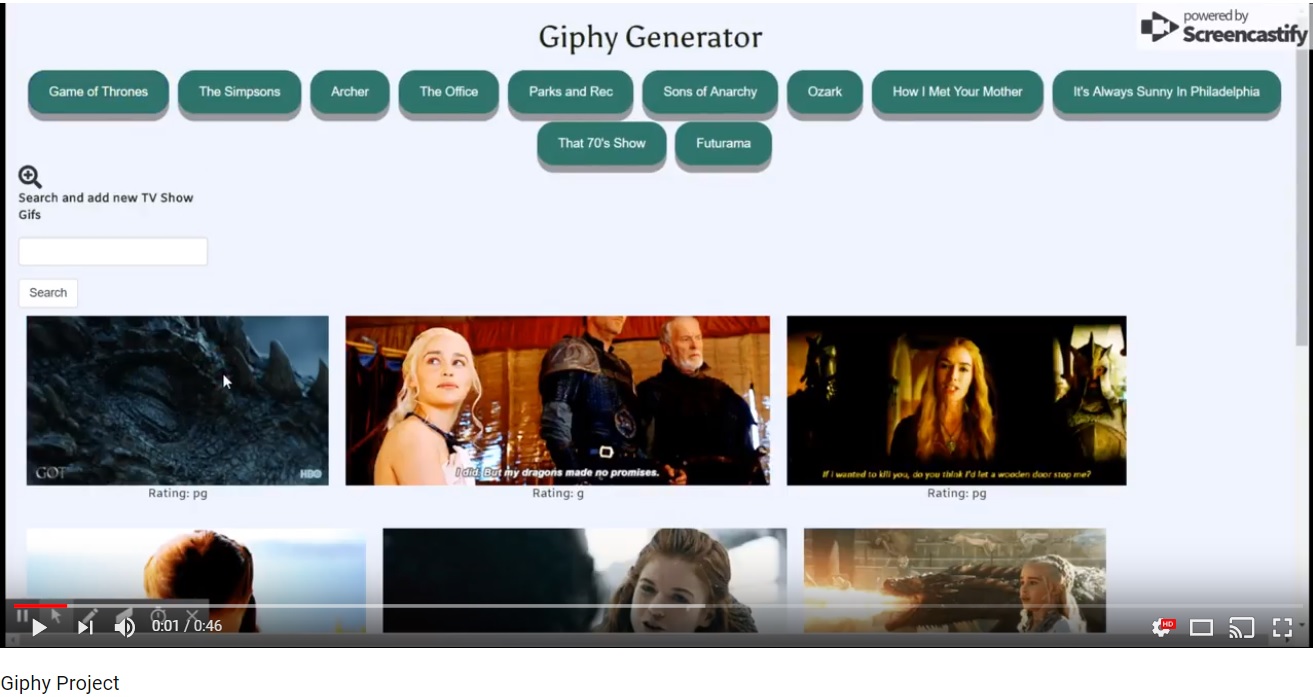 powered by
Screencastify
Giphy Generator
Game of Thrones The Simpsons Archer The Office Parks and Rec Sons of Anarchy Ozark How I Met Your Mother It's Always Sunny In Philadelphia
That 70's Show Futurama
Search and add new TV Show
Gifs
Search
GOT HBO
I did. But my dragons made no promises.
If I wanted to kill you, do you think I'd let a wooden door stop me?
Rating: pg Rating: g Rating: pg
0:01 / 0:46
HD
Giphy Project